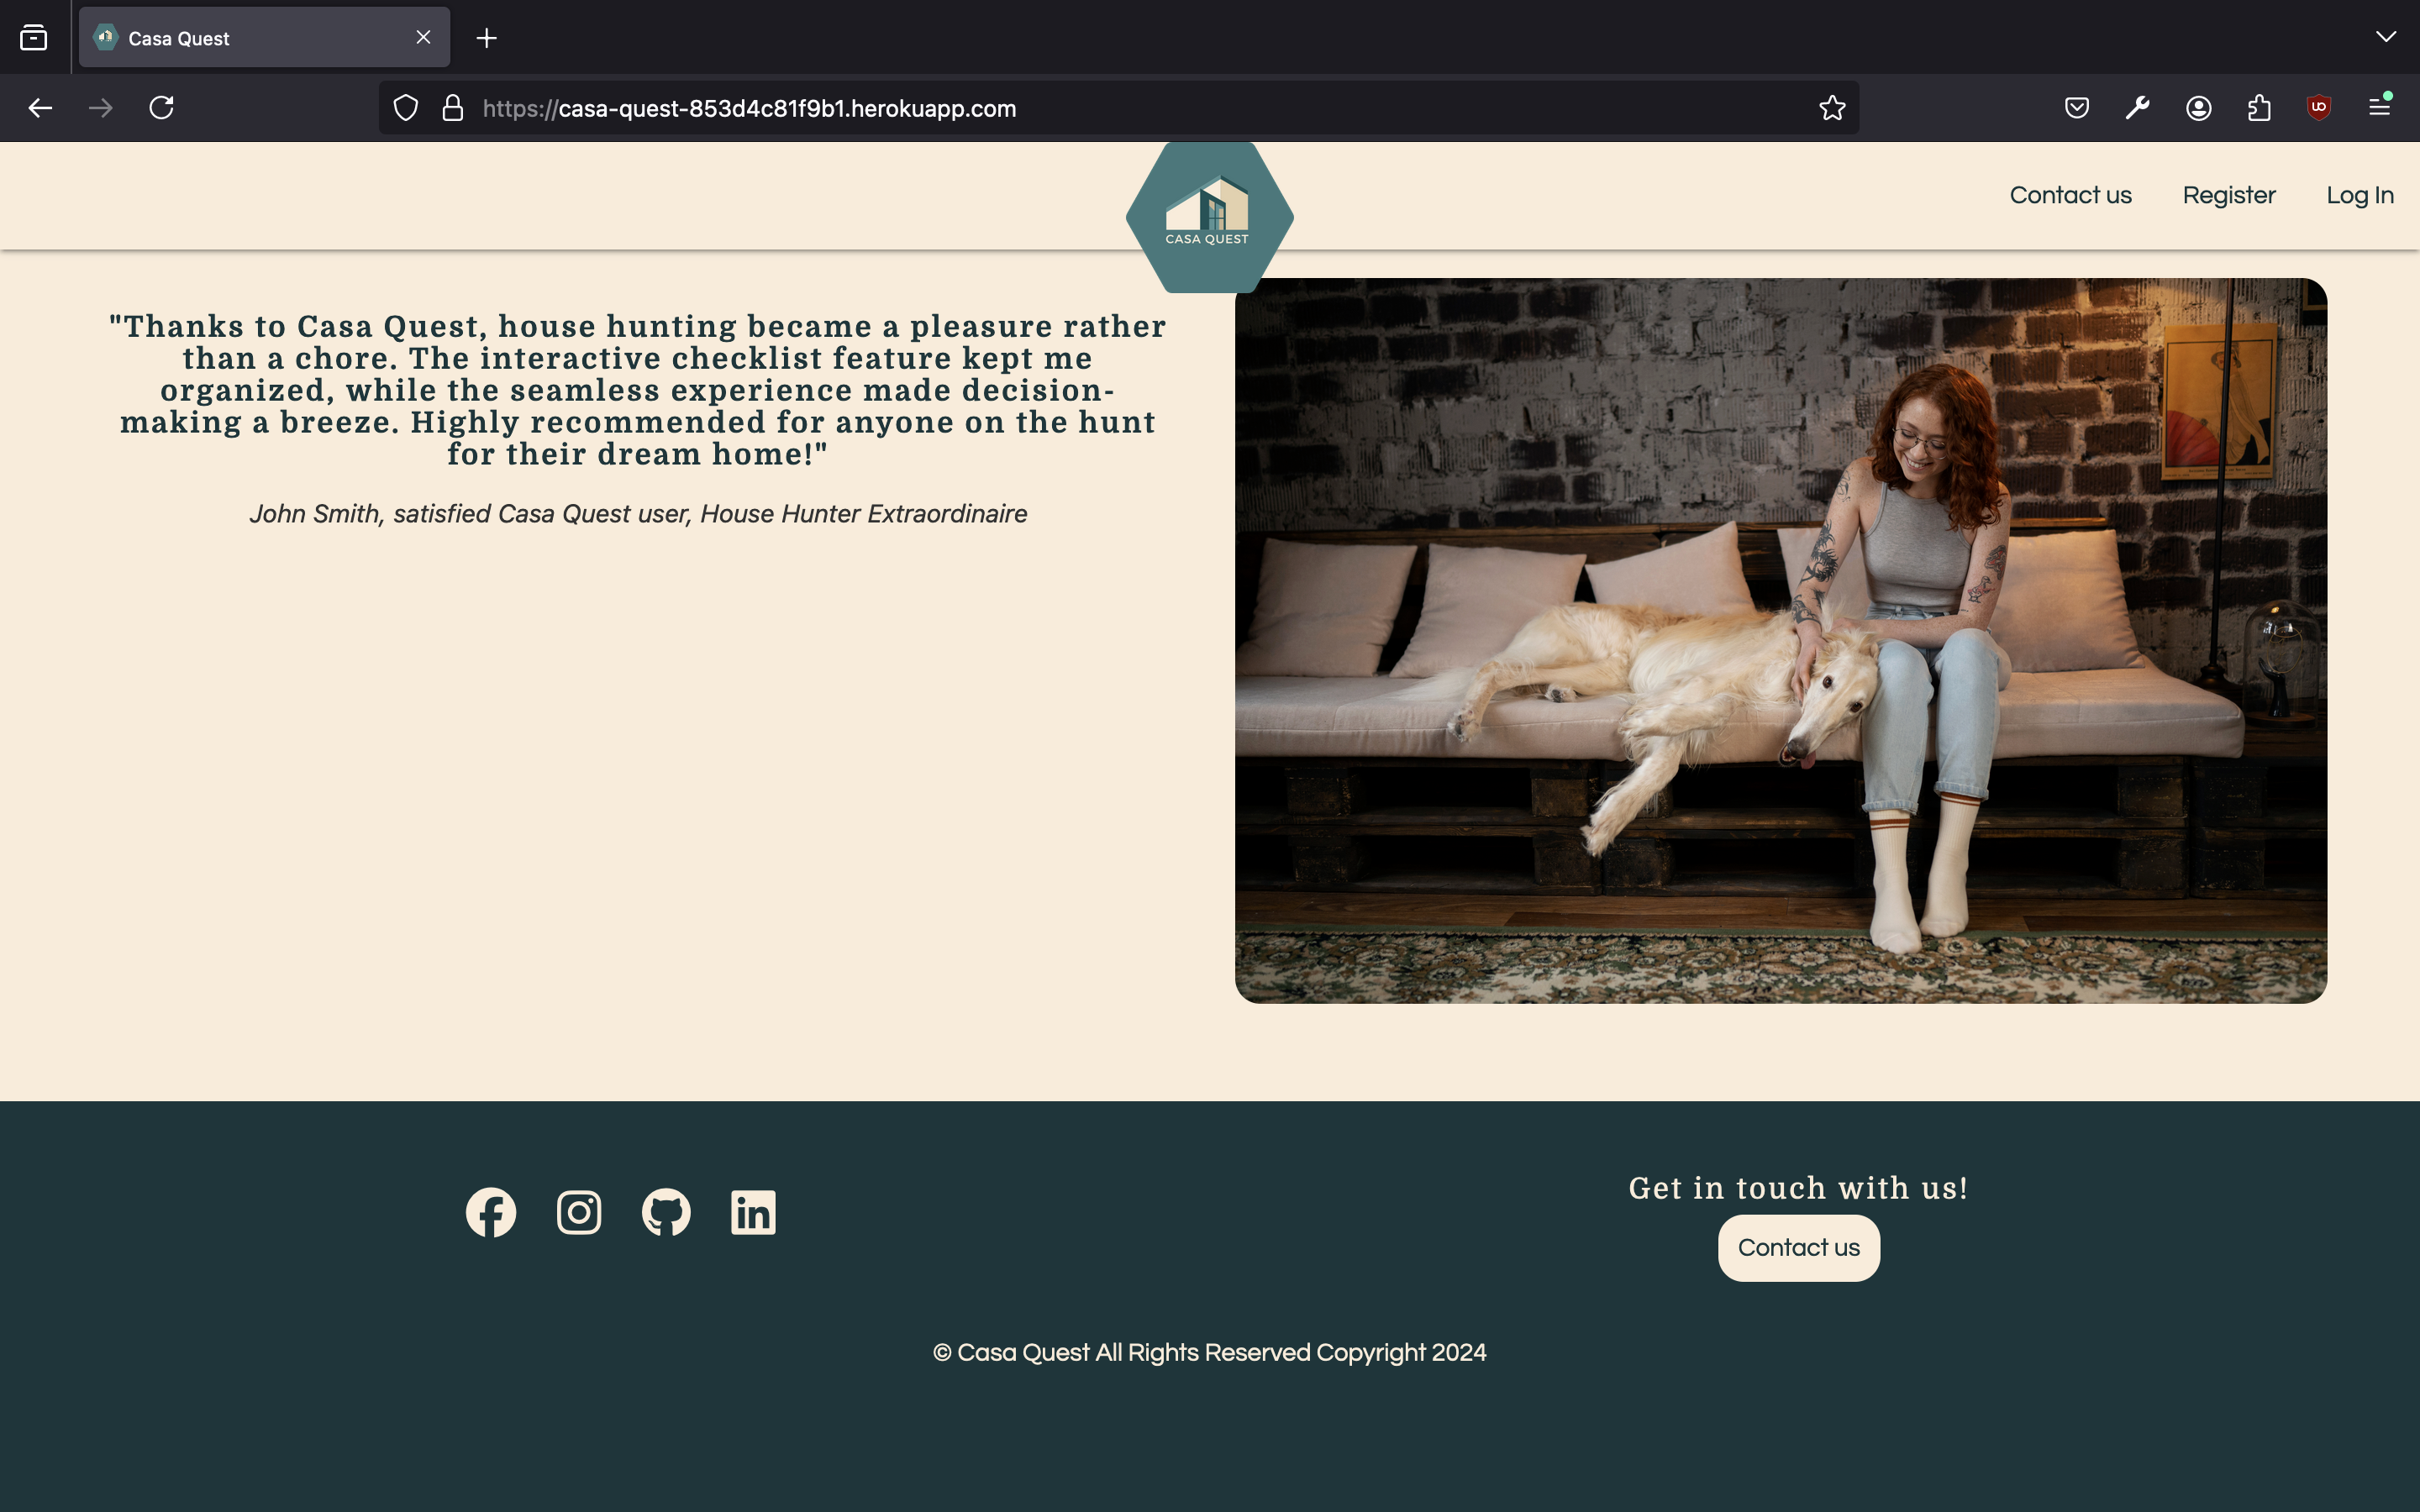 Casa Quest
https://casa-quest-853d4c81f9b1.herokuapp.com
CASA QUEST
Contact us
Register
Log In
"Thanks to Casa Quest, house hunting became a pleasure rather
than a chore. The interactive checklist feature kept me
organized, while the seamless experience made decision-
making a breeze. Highly recommended for anyone on the hunt
for their dream home!"
John Smith, satisfied Casa Quest user, House Hunter Extraordinaire
Get in touch with us!
Contact us
© Casa Quest All Rights Reserved Copyright 2024